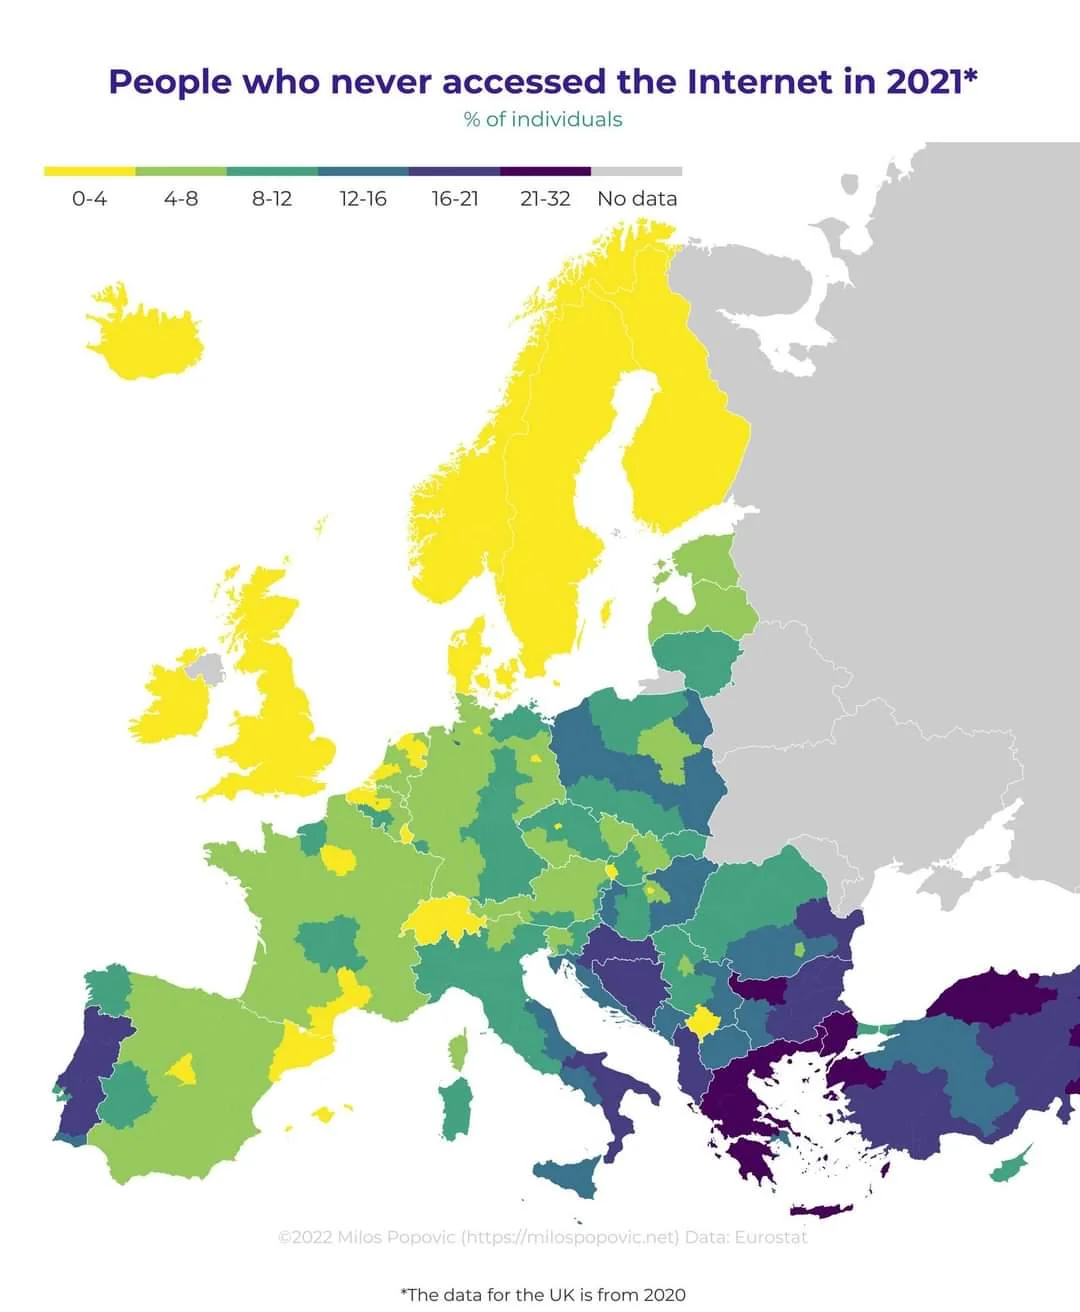 People who never accessed the Internet in 2021*
% of individuals
0-4 4-8 8-12 12-16 16-21 21-32 No data
©2022 Milos Popovic (https://milospopovic.net) Data: Eurostat
*The data for the UK is from 2020